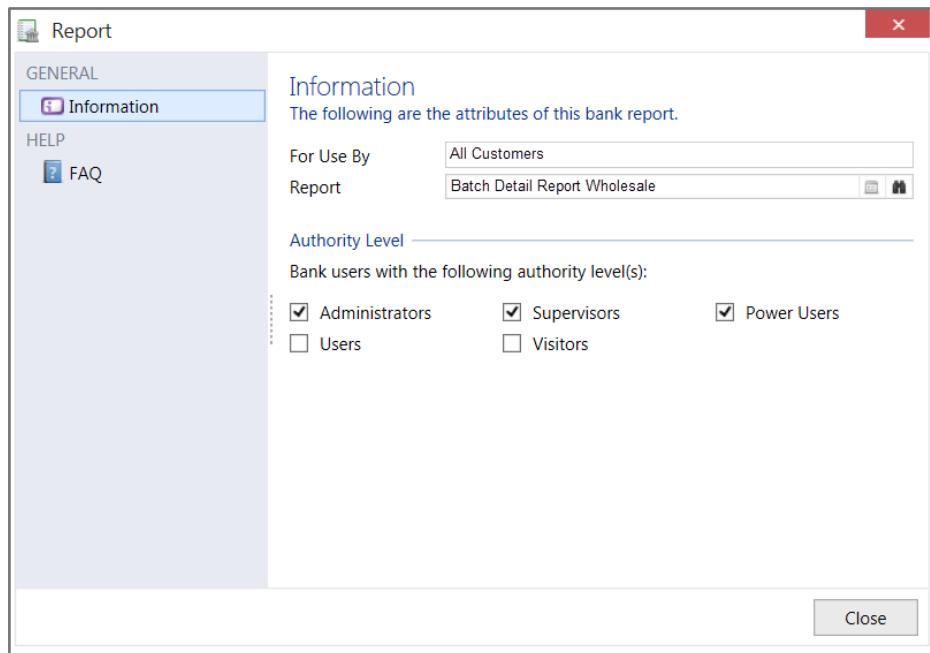 Report
GENERAL
Information
HELP
FAQ
Information
The following are the attributes of this bank report.
For Use By All Customers
Report Batch Detail Report Wholesale
Authority Level
Bank users with the following authority level(s):
Administrators Supervisors Power Users
Users Visitors
Close